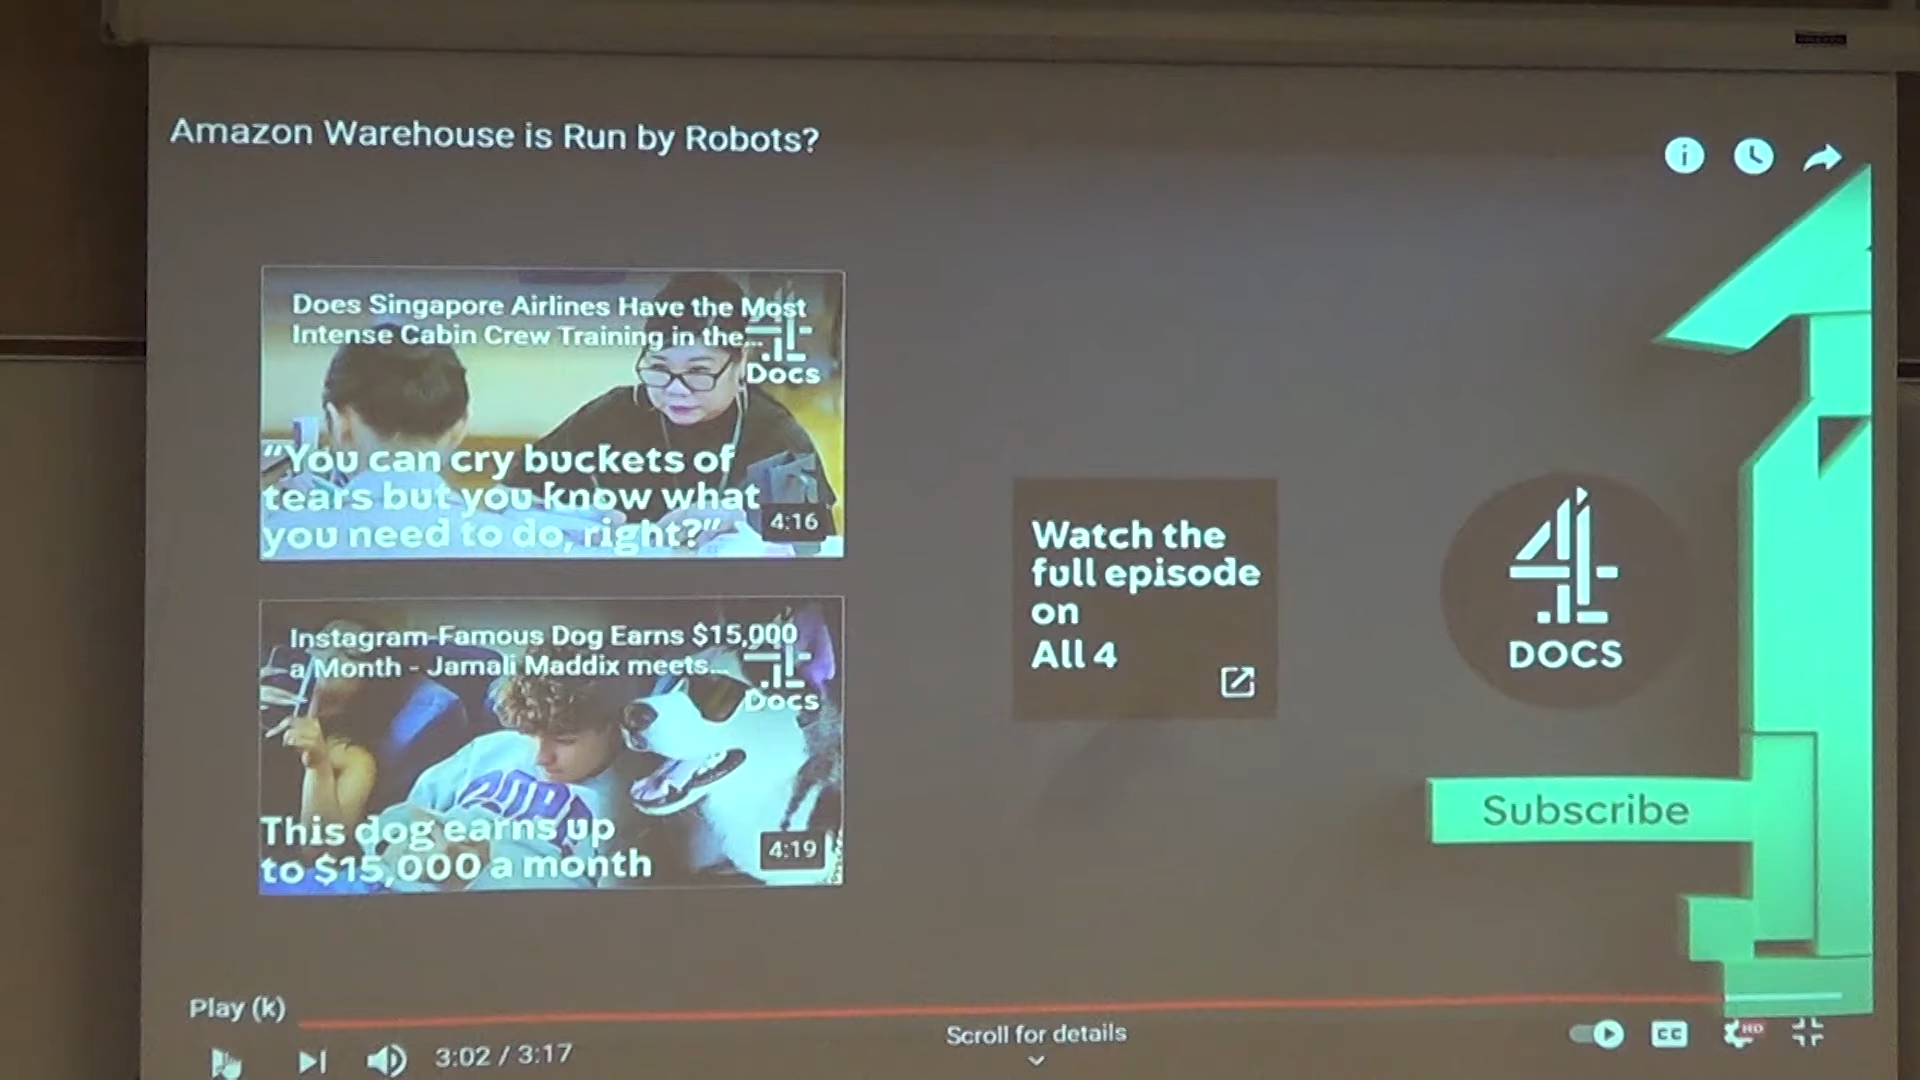 Amazon Warehouse is Run by Robots?
Does Singapore Airlines Have the Most
Intense Cabin Crew Training in the...
Docs
“You can cry buckets of
tears but you know what
you need to do, right?”
4:16
Instagram-Famous Dog Earns $15,000
a Month - Jamali Maddix meets...
Docs
This dog earns up
to $15,000 a month
4:19
Watch the
full episode
on
All 4
4
DOCS
Subscribe
Play (k)
Scroll for details
3:02 / 3:17
CC
HD